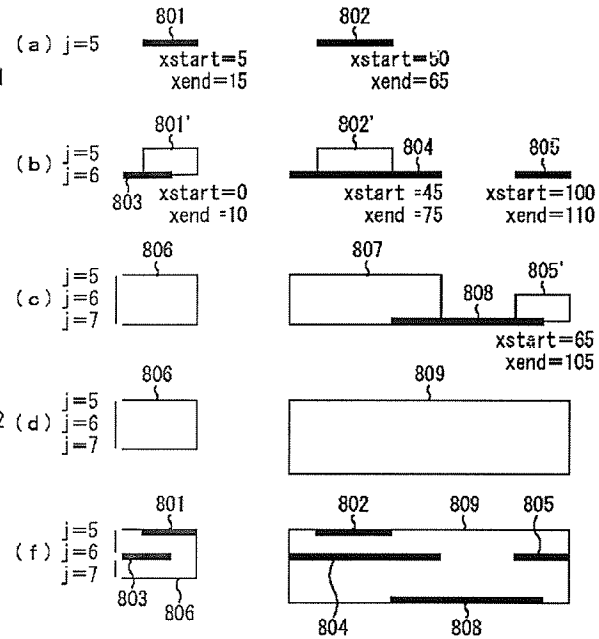 801 802
(a) j=5
xstart=5 xstart=50
xend=15 xend=65
801' 802' 804 805
(b) j=5
j=6
803 xstart=0 xstart =45 xstart=100
xend =10 xend =75 xend=110
806 807 805'
(c) j=5
j=6 808
j=7
xstart=65
xend=105
806 809
2 (d) j=5
j=6
j=7
801 802 809 805
(f) j=5
j=6
j=7
803 806 804 808